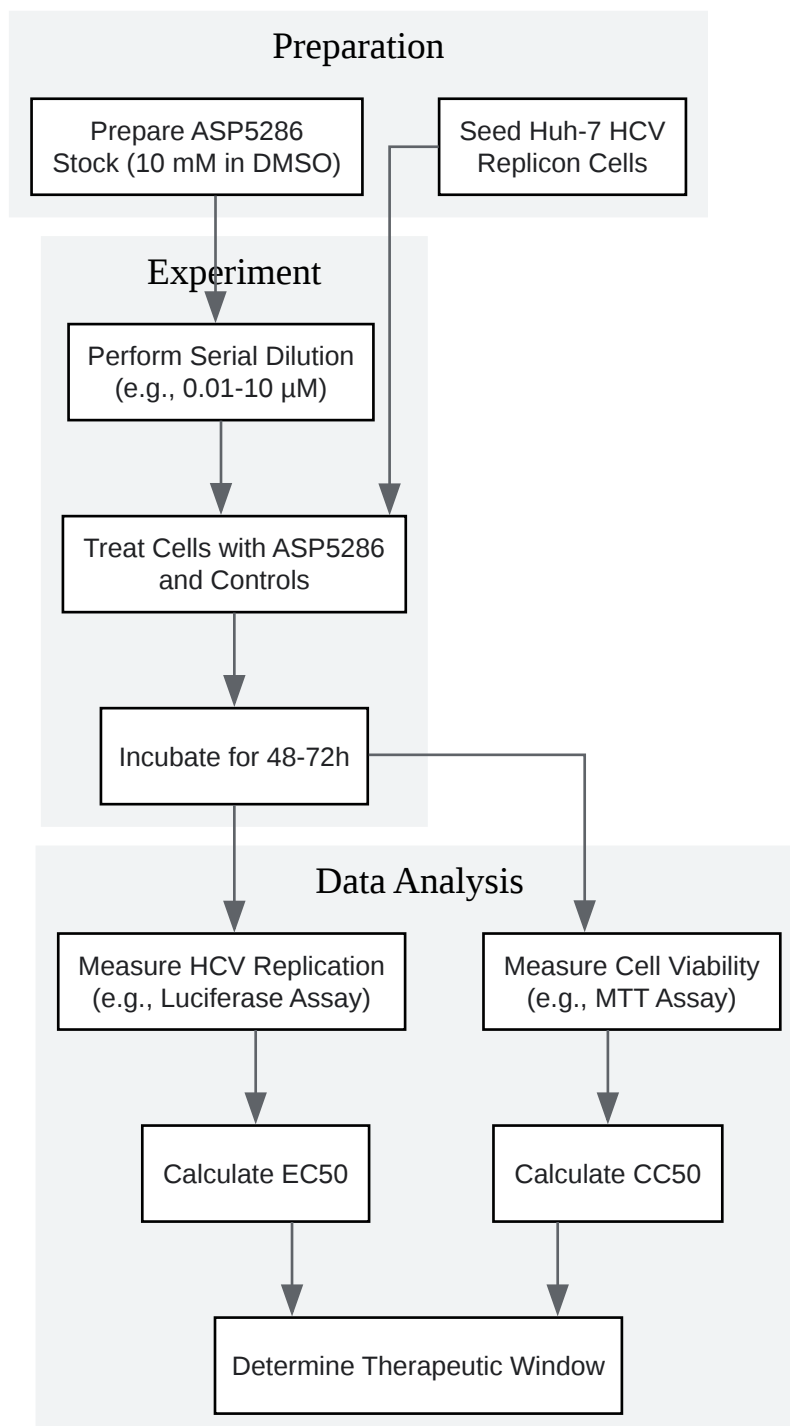 Preparation
Prepare ASP5286
Stock (10 mM in DMSO)
Seed Huh-7 HCV
Replicon Cells
Experiment
Perform Serial Dilution
(e.g., 0.01-10 µM)
Treat Cells with ASP5286
and Controls
Incubate for 48-72h
Data Analysis
Measure HCV Replication
(e.g., Luciferase Assay)
Measure Cell Viability
(e.g., MTT Assay)
Calculate EC50
Calculate CC50
Determine Therapeutic Window